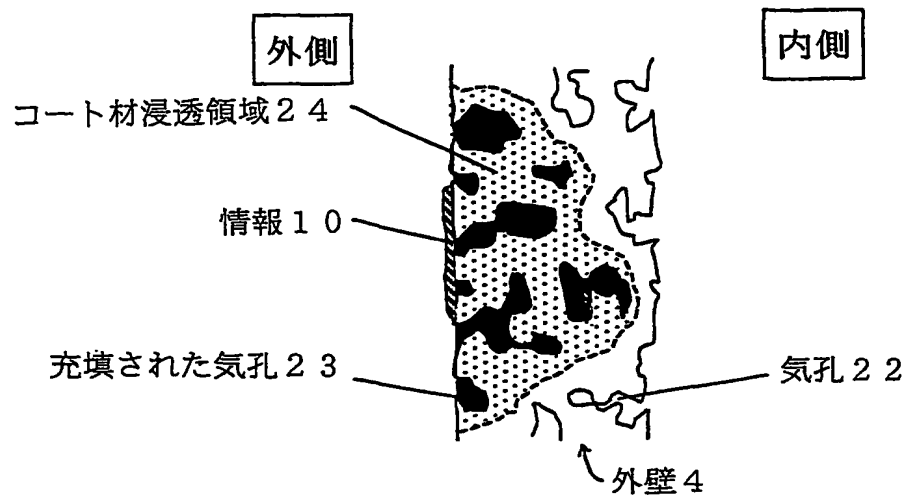 外側
内側
コート材浸透領域２４
情報１０
充填された気孔２３
気孔２２
外壁４